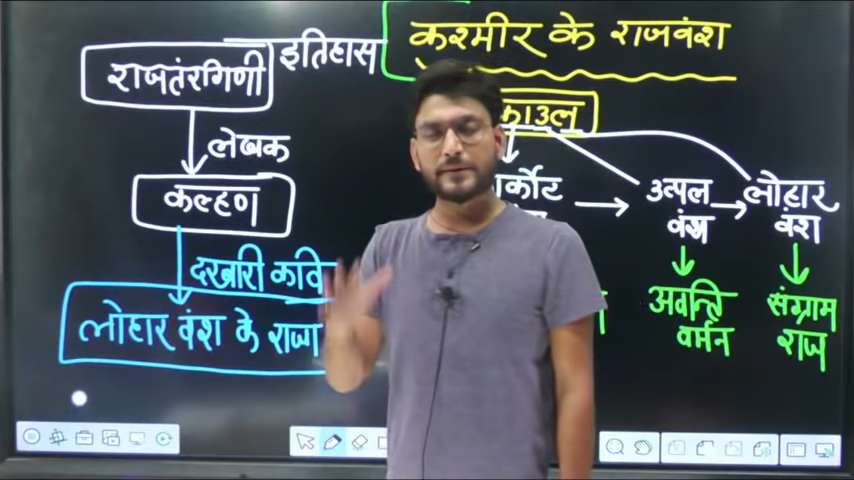 कश्मीर के राजवंश
राजतरंगिणी
इतिहास
लेखक
कल्हण
दरबारी कवि
लोहार वंश के
उत्पल
वंश
लोहार
वंश
अवन्ति
वर्मन
संग्राम
राज